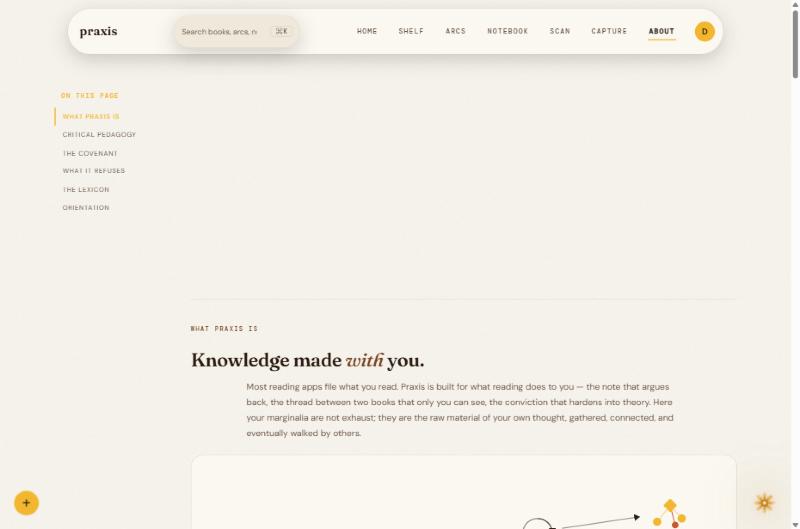 praxis
Search books, arcs, n
⌘K
HOME SHELF ARCS NOTEBOOK SCAN CAPTURE ABOUT D
ON THIS PAGE
WHAT PRAXIS IS
CRITICAL PEDAGOGY
THE COVENANT
WHAT IT REFUSES
THE LEXICON
ORIENTATION
WHAT PRAXIS IS
Knowledge made with you.
Most reading apps file what you read. Praxis is built for what reading does to you — the note that argues
back, the thread between two books that only you can see, the conviction that hardens into theory. Here
your marginalia are not exhaust; they are the raw material of your own thought, gathered, connected, and
eventually walked by others.
+